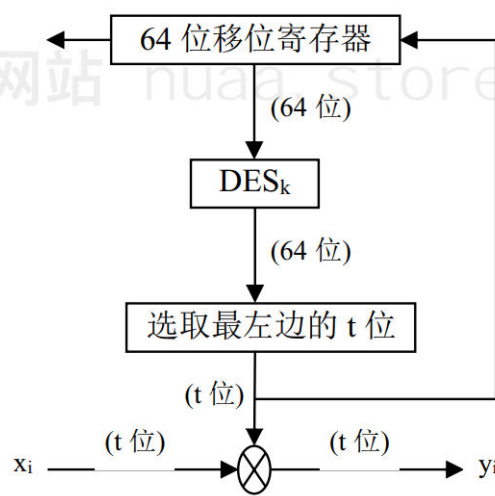 64 位移位寄存器
网站 nuaa.store
(64 位)
DESk
(64 位)
选取最左边的 t 位
(t 位)
(t 位)
(t 位)
xi
yi